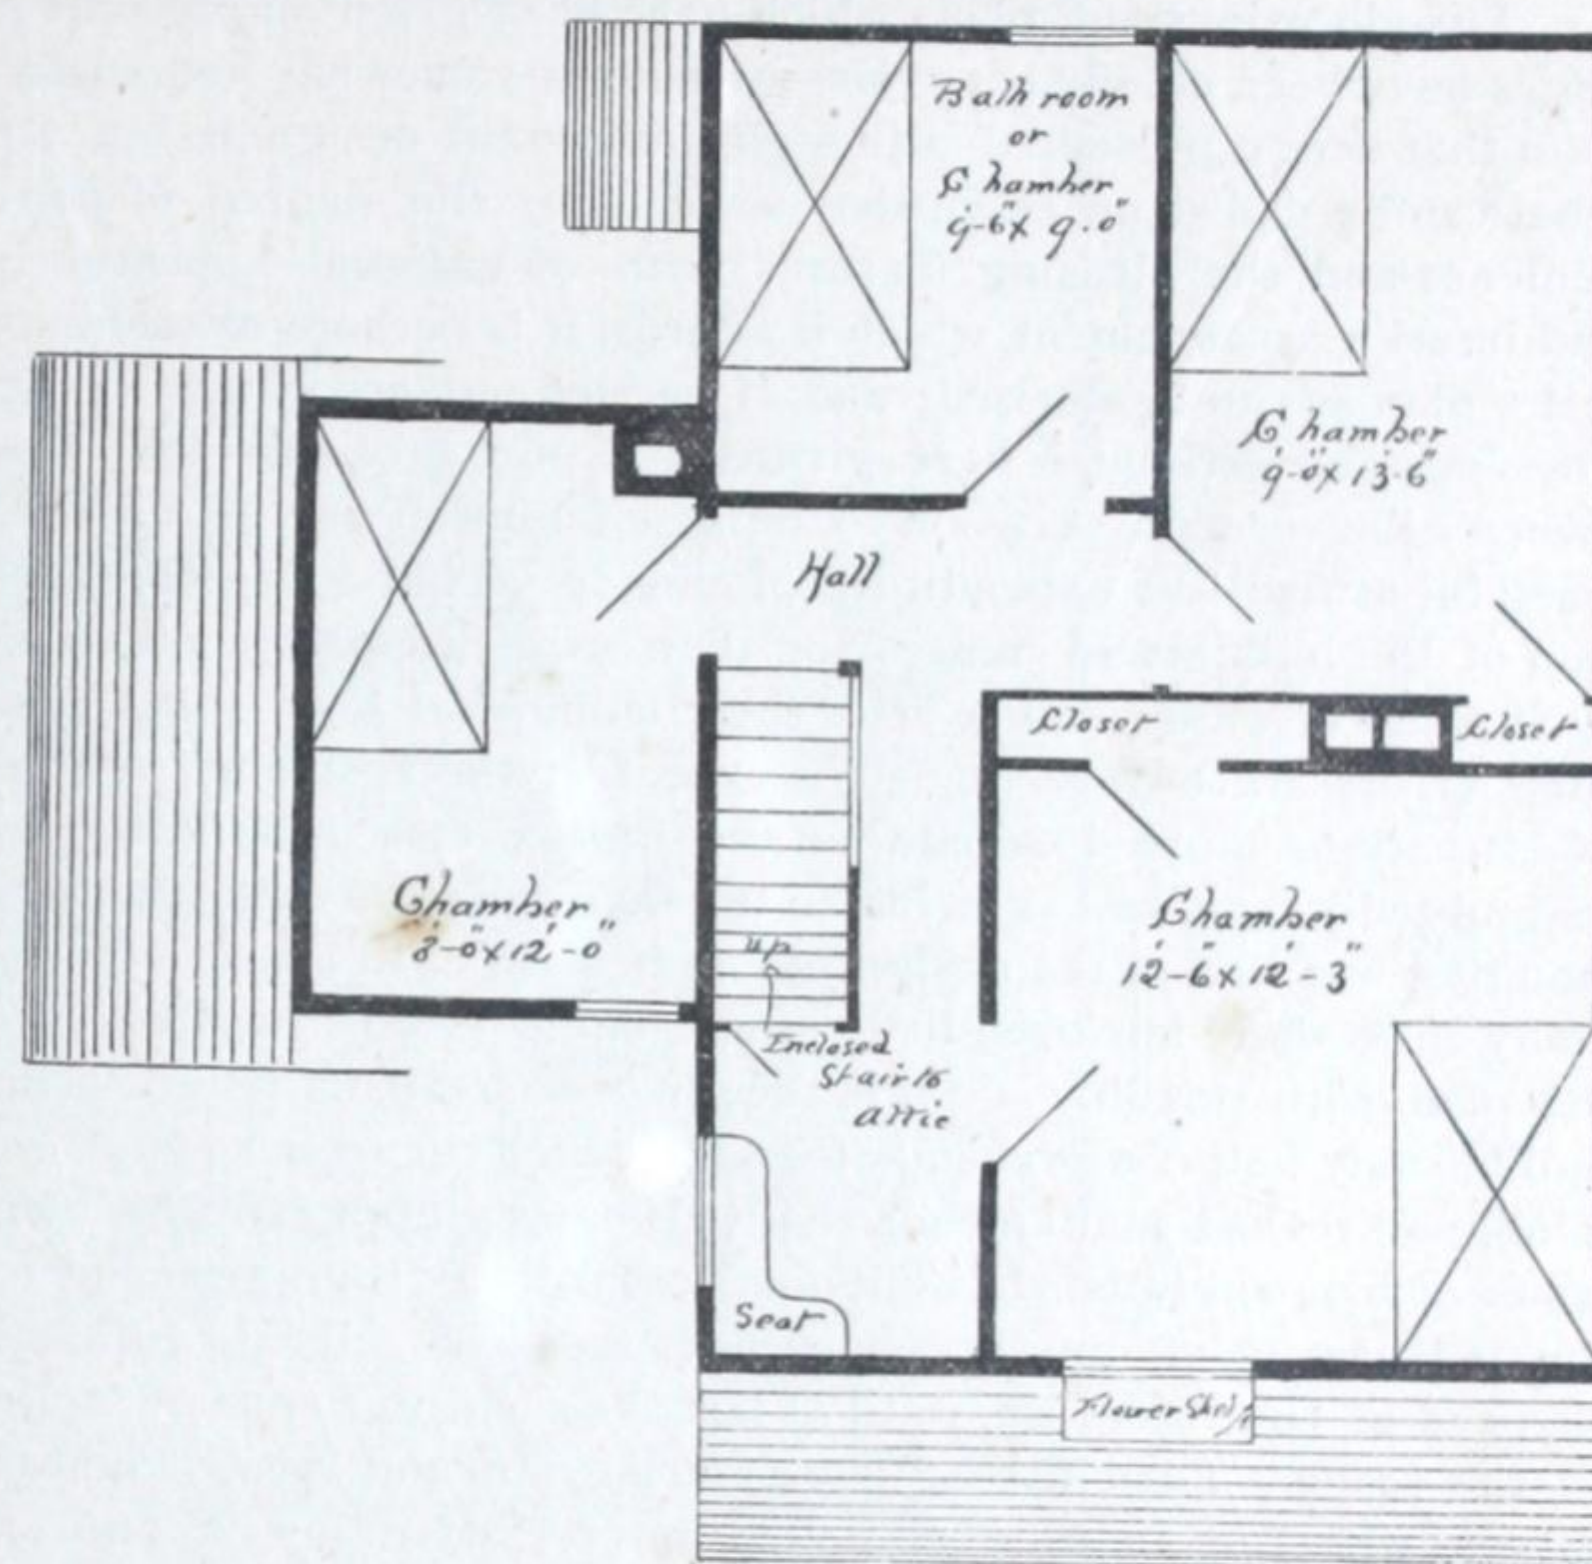 Bath room
or
Chamber
9'-6" x 9'-0"
Chamber
9'-0" x 13'-6"
Hall
Closet
Closet
Chamber
8'-0" x 12'-0"
up
Chamber
12'-6" x 12'-3"
Enclosed
Stair to
attic
Seat
Flower Shelf